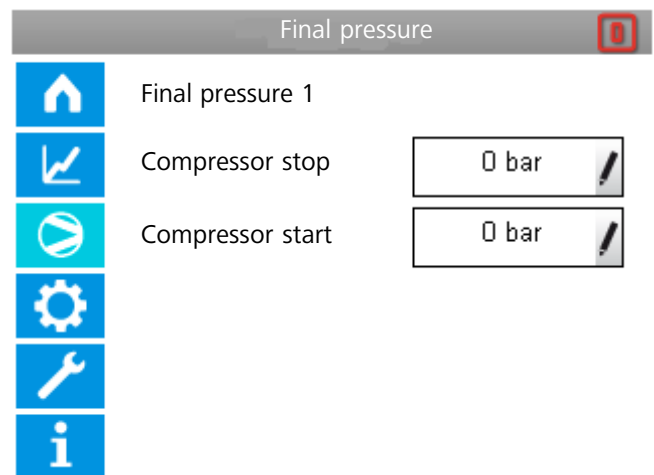 Final pressure
0
Final pressure 1
Compressor stop
0 bar
Compressor start
0 bar
i